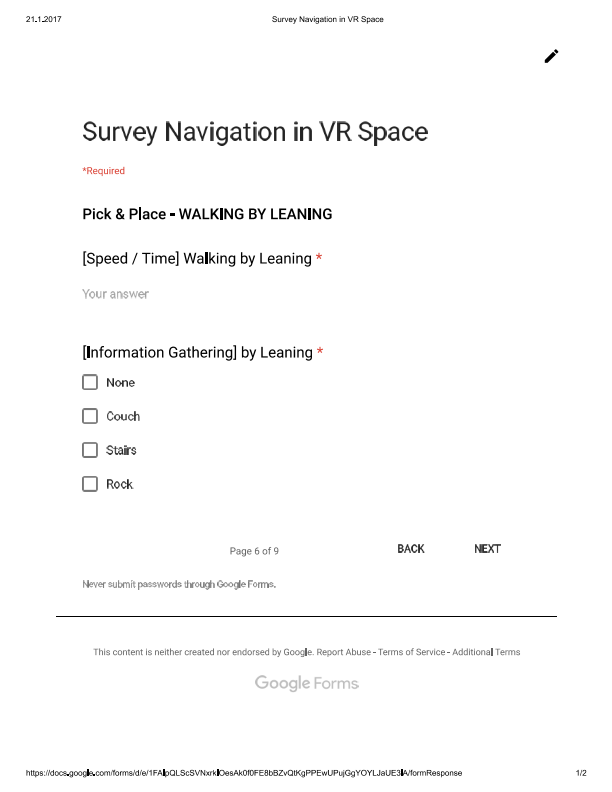 21.1.2017
Survey Navigation in VR Space
Survey Navigation in VR Space
*Required
Pick & Place - WALKING BY LEANING
[Speed / Time] Walking by Leaning *
Your answer
[Information Gathering] by Leaning *
None
Couch
Stairs
Rock
Page 6 of 9
BACK
NEXT
Never submit passwords through Google Forms.
This content is neither created nor endorsed by Google. Report Abuse - Terms of Service - Additional Terms
Google Forms
https://docs.google.com/forms/d/e/1FAIpQLScSVNxrkIOesAk0f0FE8bBZvQtKgPPEwUPujGgYOYLJaUE3IA/formResponse
1/2